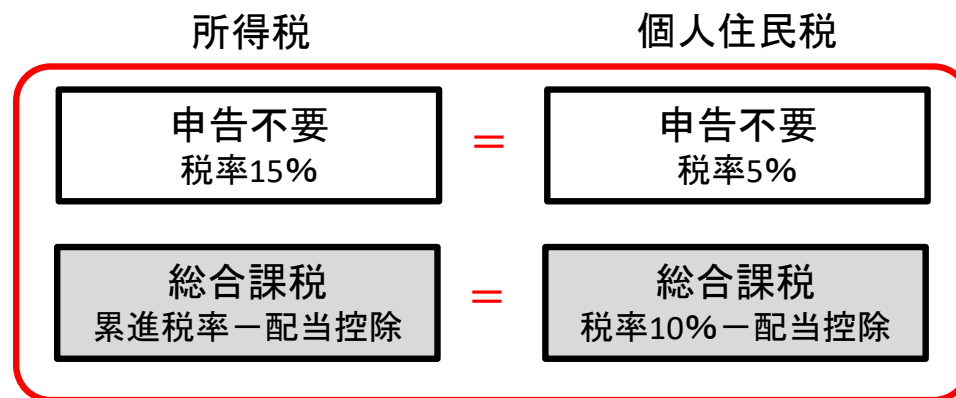 所得税
個人住民税
申告不要
税率15%
＝
申告不要
税率5%
総合課税
累進税率－配当控除
＝
総合課税
税率10%－配当控除